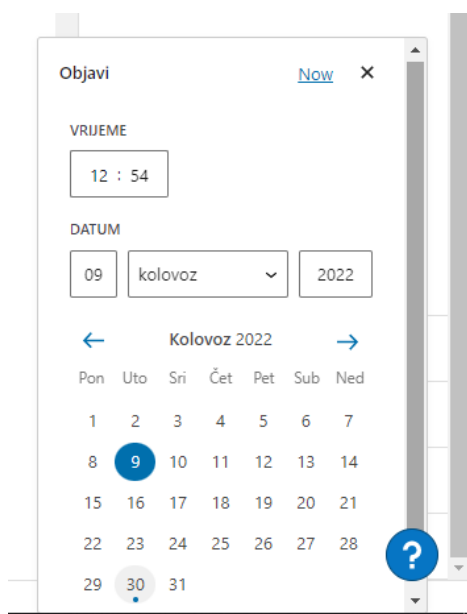 Objavi Now ×
VRIJEME
12 : 54
DATUM
09 kolovoz 2022
← Kolovoz 2022 →
Pon Uto Sri Čet Pet Sub Ned
1 2 3 4 5 6 7
8 9 10 11 12 13 14
15 16 17 18 19 20 21
22 23 24 25 26 27 28
?
29 30 31